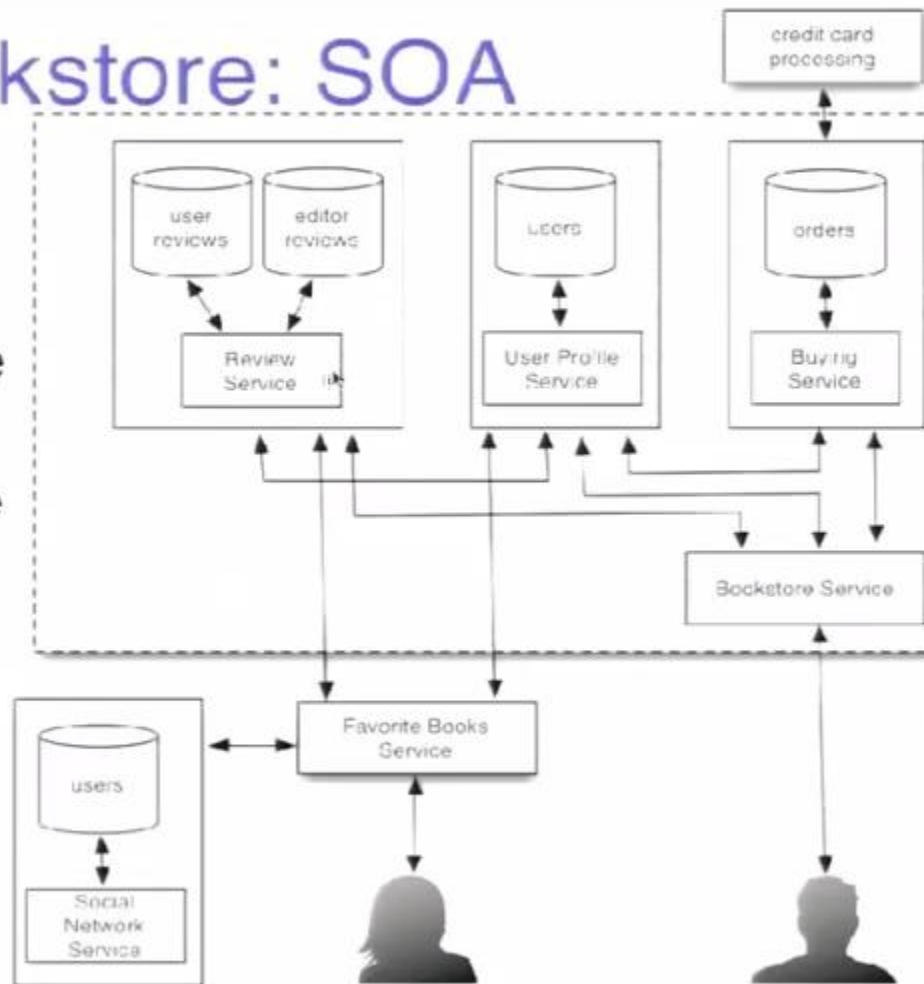 kstore: SOA
credit card
processing
user
reviews
editor
reviews
users
orders
Review
Service
User Profile
Service
Buying
Service
e
e
Bookstore Service
Favorite Books
Service
users
Social
Network
Service